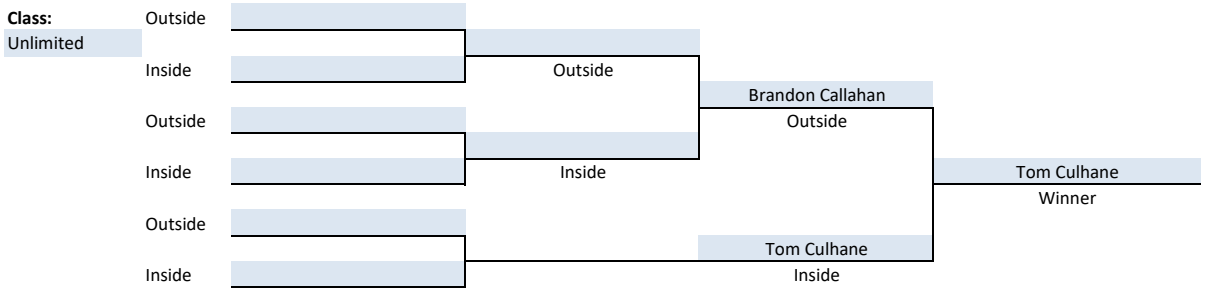 Class:
Outside
Unlimited
Inside
Outside
Brandon Callahan
Outside
Outside
Inside
Inside
Tom Culhane
Winner
Outside
Tom Culhane
Inside
Inside